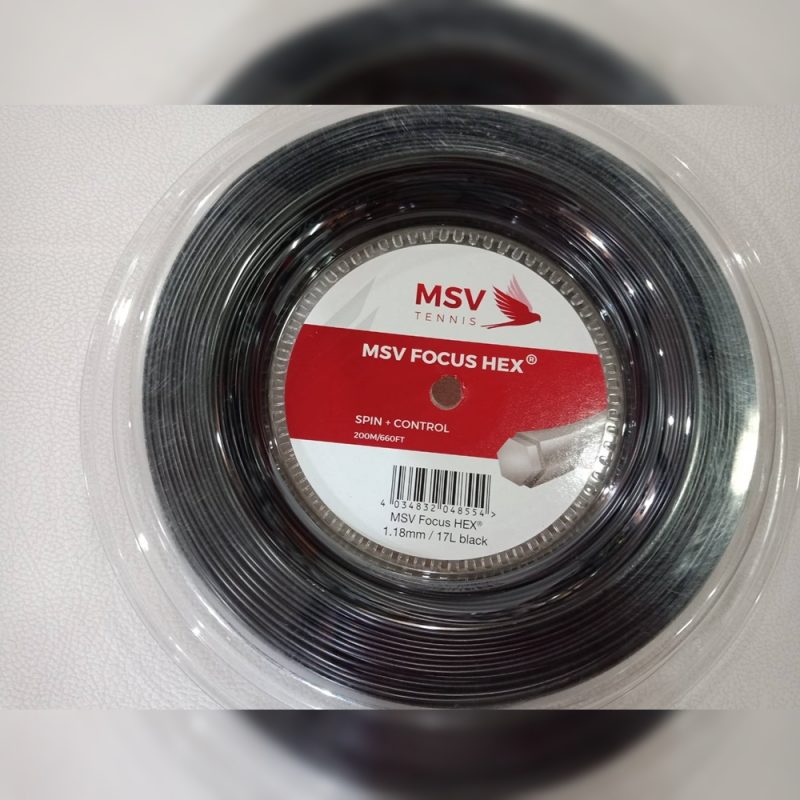 MSV
TENNIS
MSV FOCUS HEX®
SPIN + CONTROL
200M/660FT
4 034832 048554 >
MSV Focus HEX®
1.18mm / 17L black